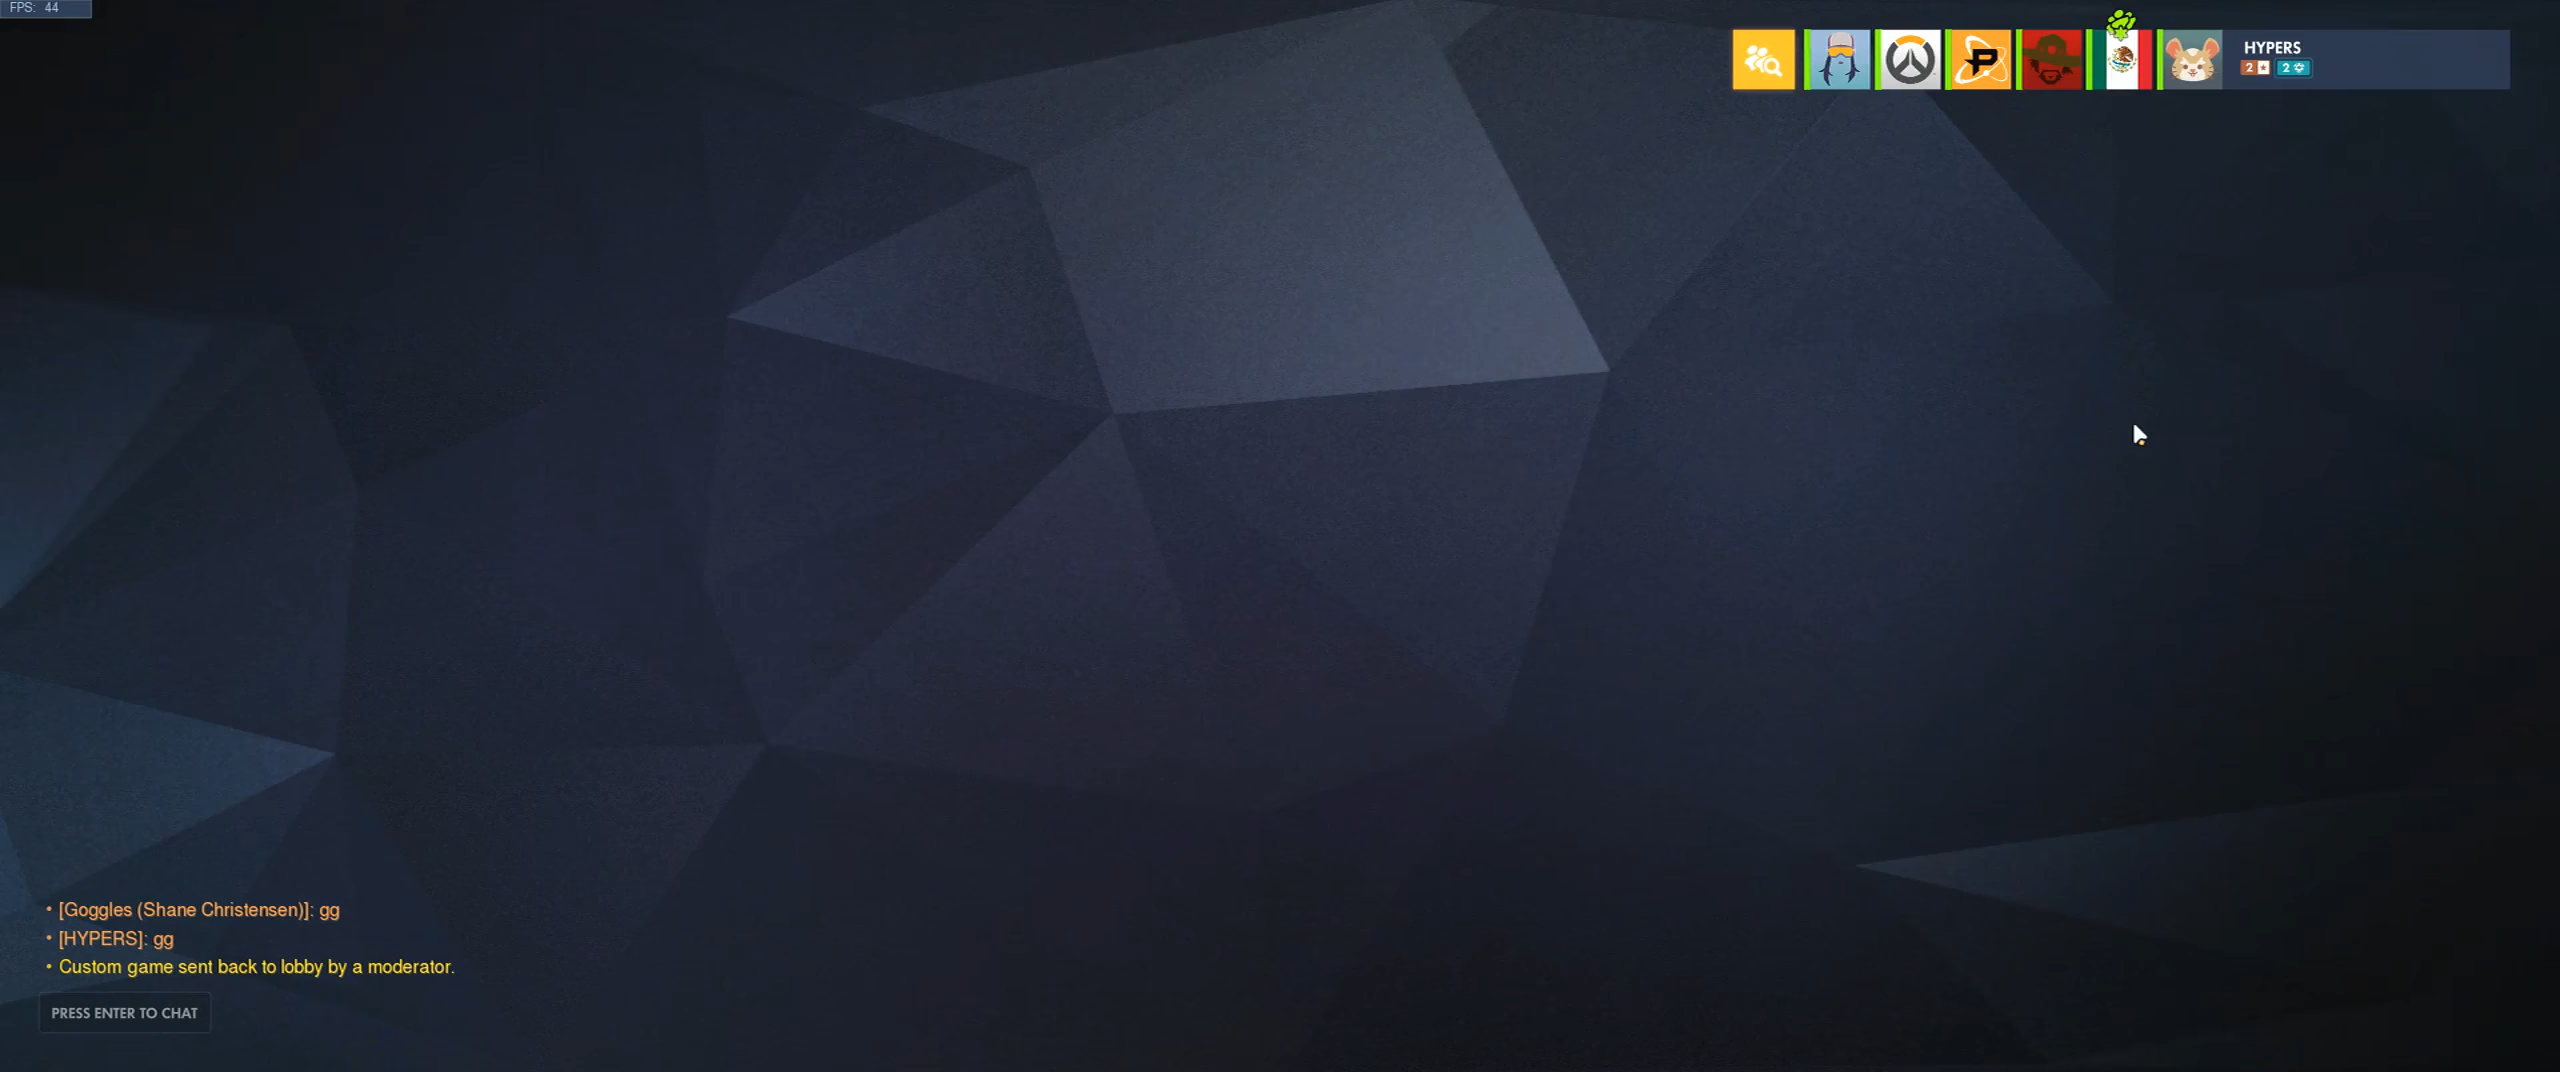 FPS: 44
HYPERS
2 2
P
• [Goggles (Shane Christensen)]: gg
• [HYPERS]: gg
• Custom game sent back to lobby by a moderator.
PRESS ENTER TO CHAT